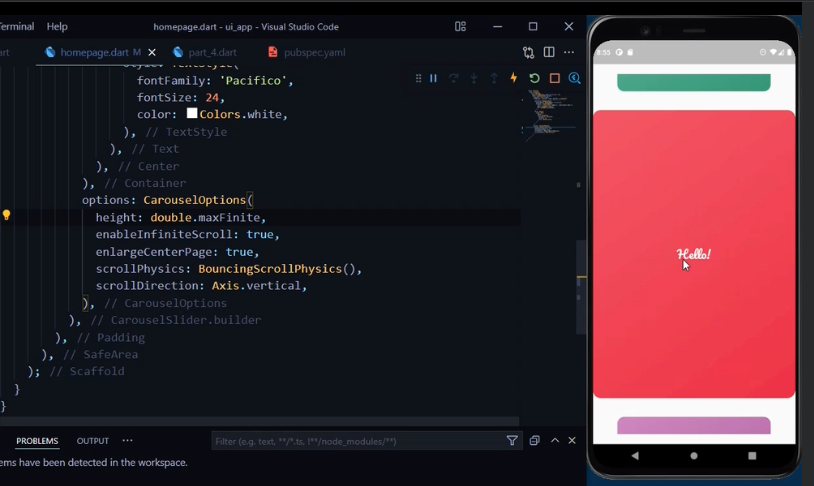 Terminal Help homepage.dart - ui_app - Visual Studio Code
art homepage.dart M part_4.dart pubspec.yaml
style: TextStyle(
fontFamily: 'Pacifico',
fontSize: 24,
color: Colors.white,
), // TextStyle
), // Text
), // Center
), // Container
options: CarouselOptions(
height: double.maxFinite,
enableInfiniteScroll: true,
enlargeCenterPage: true,
scrollPhysics: BouncingScrollPhysics(),
scrollDirection: Axis.vertical,
), // CarouselOptions
), // CarouselSlider.builder
), // Padding
), // SafeArea
); // Scaffold
}
}
PROBLEMS OUTPUT ...
Filter (e.g. text, **/*.ts, !**/node_modules/**)
ems have been detected in the workspace.
Hello!